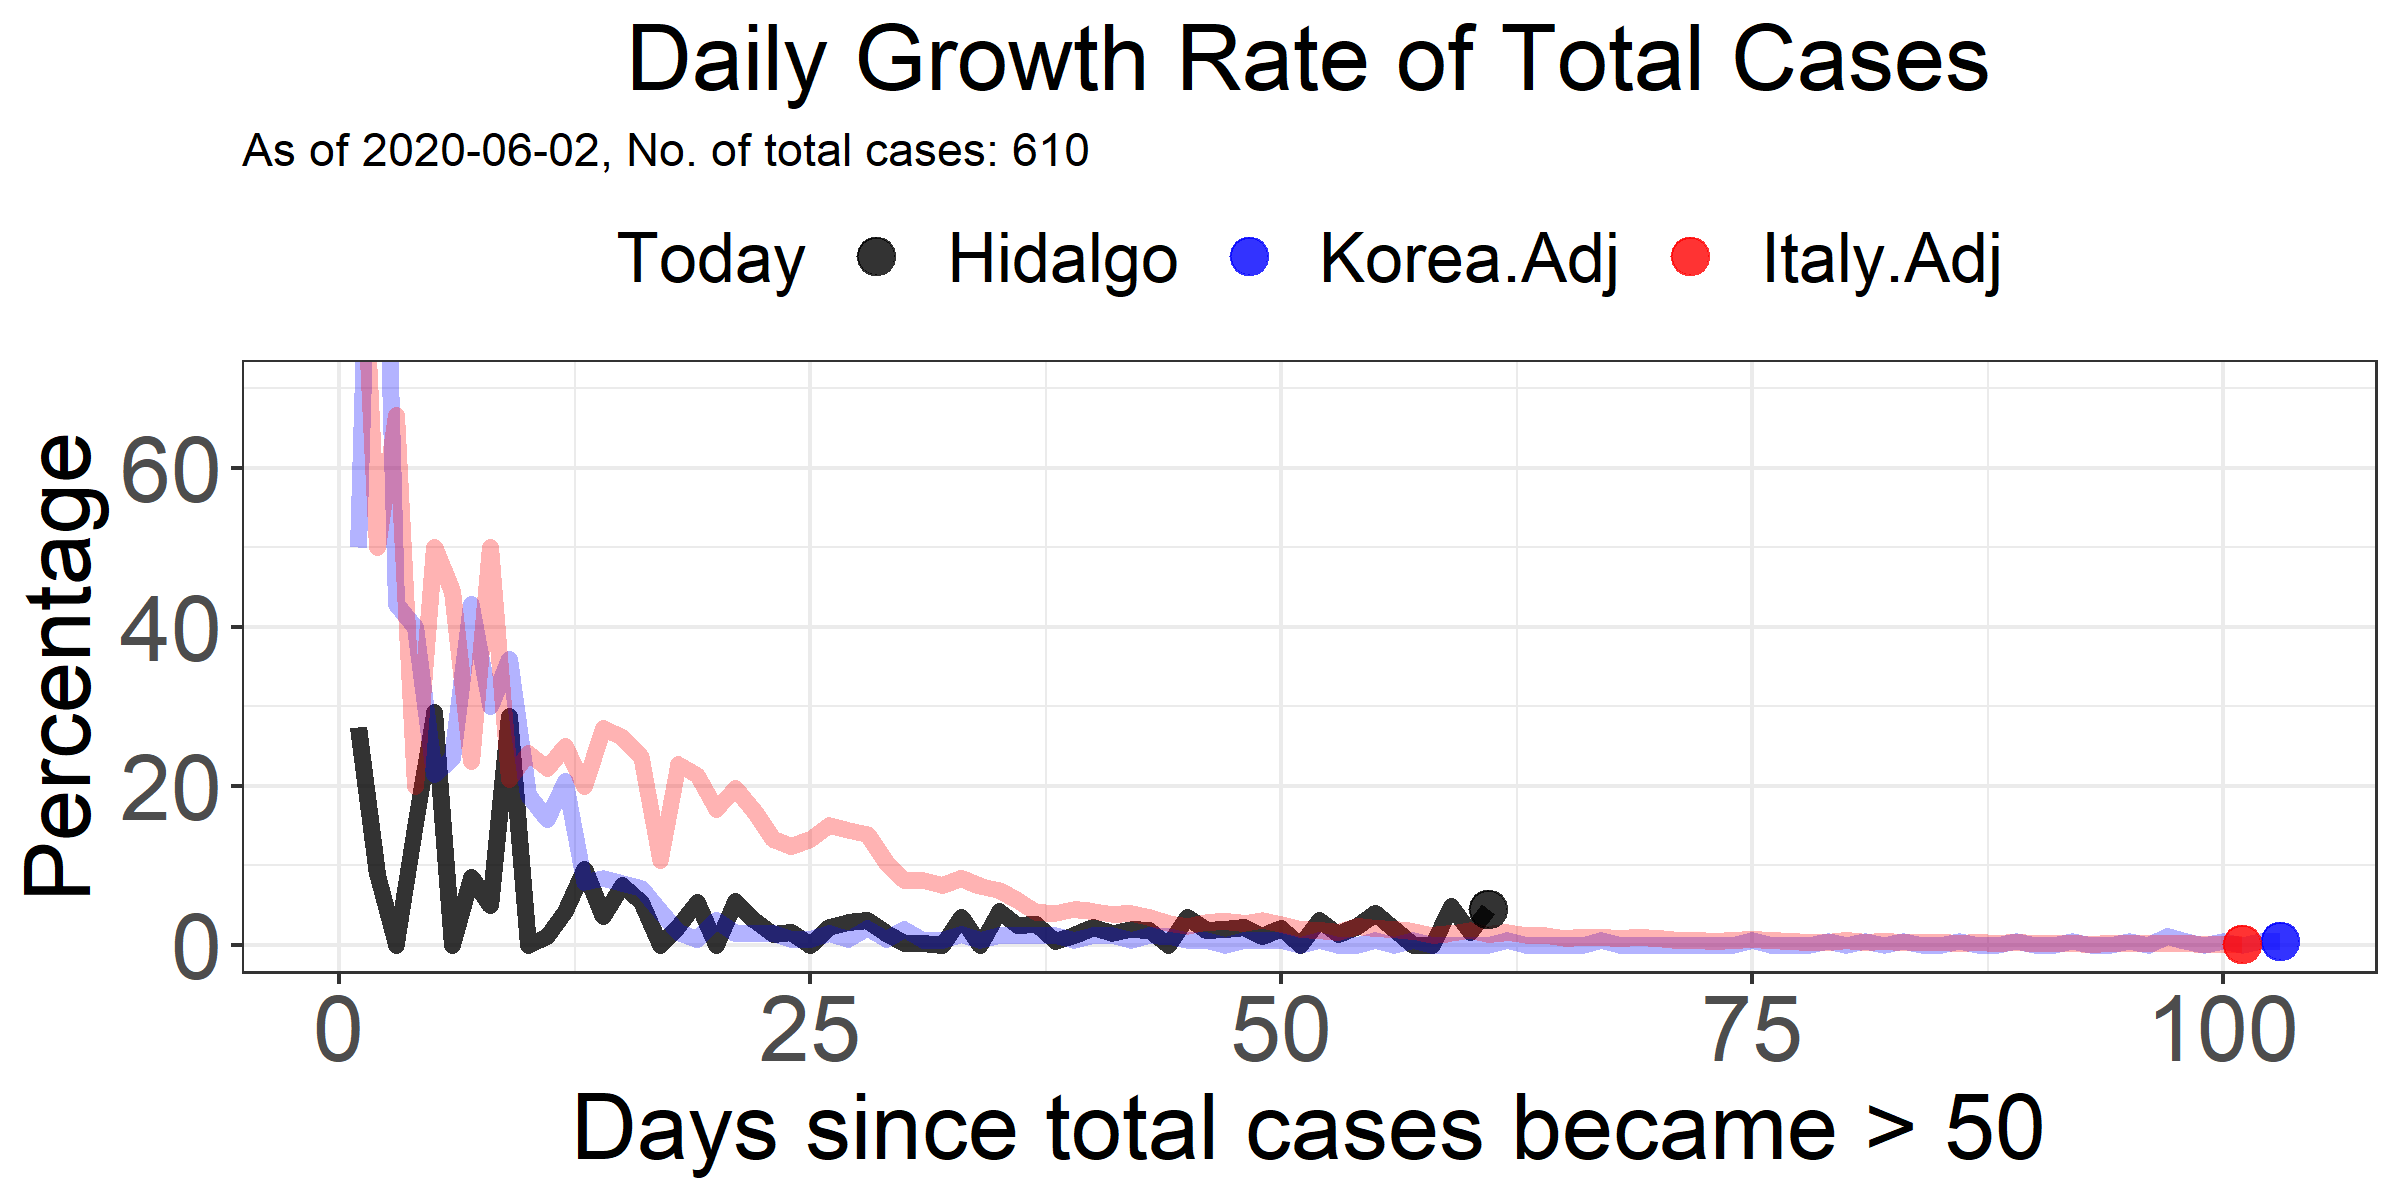 Daily Growth Rate of Total Cases
As of 2020-06-02, No. of total cases: 610
Today Hidalgo Korea.Adj Italy.Adj
Percentage
60
40
20
0
0 25 50 75 100
Days since total cases became > 50